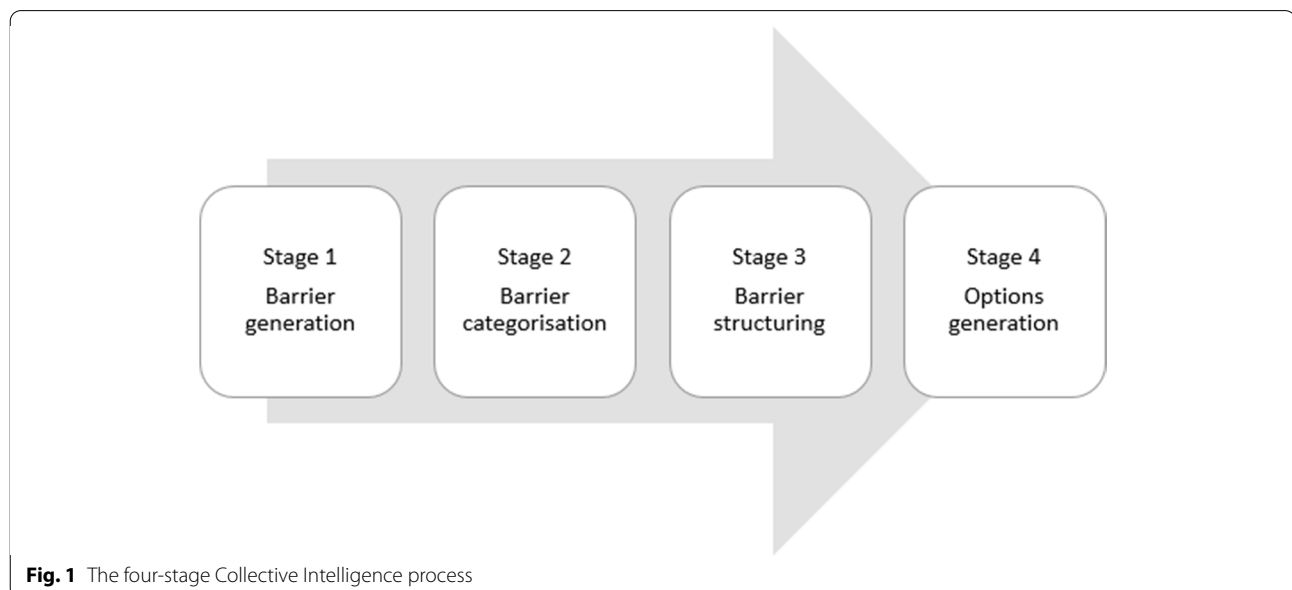 Stage 1
Barrier
generation
Stage 2
Barrier
categorisation
Stage 3
Barrier
structuring
Stage 4
Options
generation
Fig. 1 The four-stage Collective Intelligence process